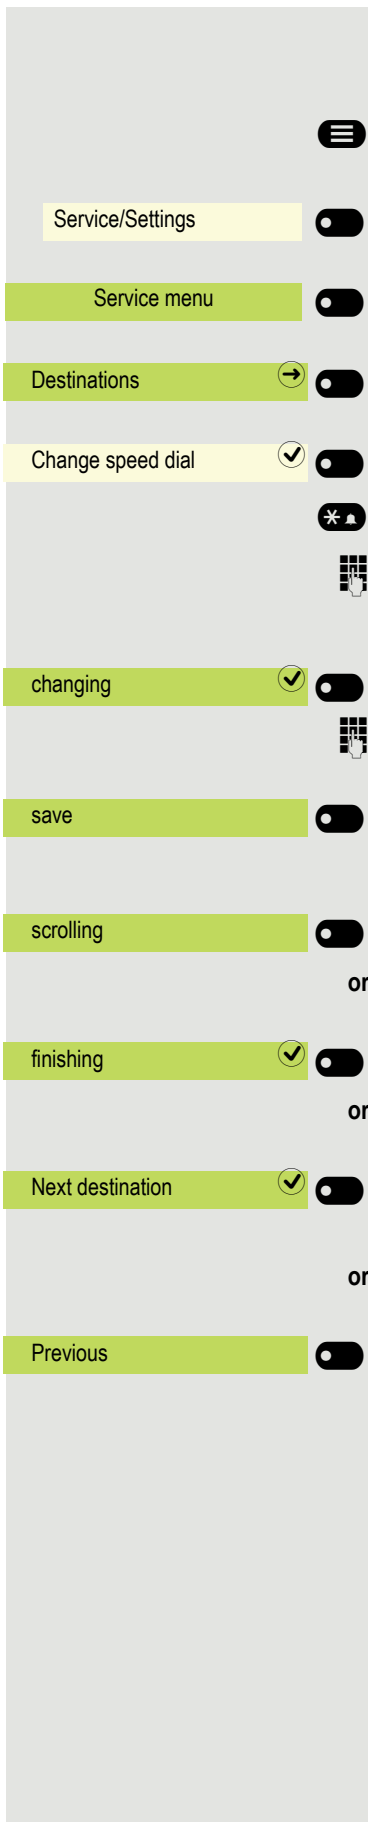 Service/Settings
Service menu
Destinations
Change speed dial
changing
save
scrolling
or
finishing
or
Next destination
or
Previous